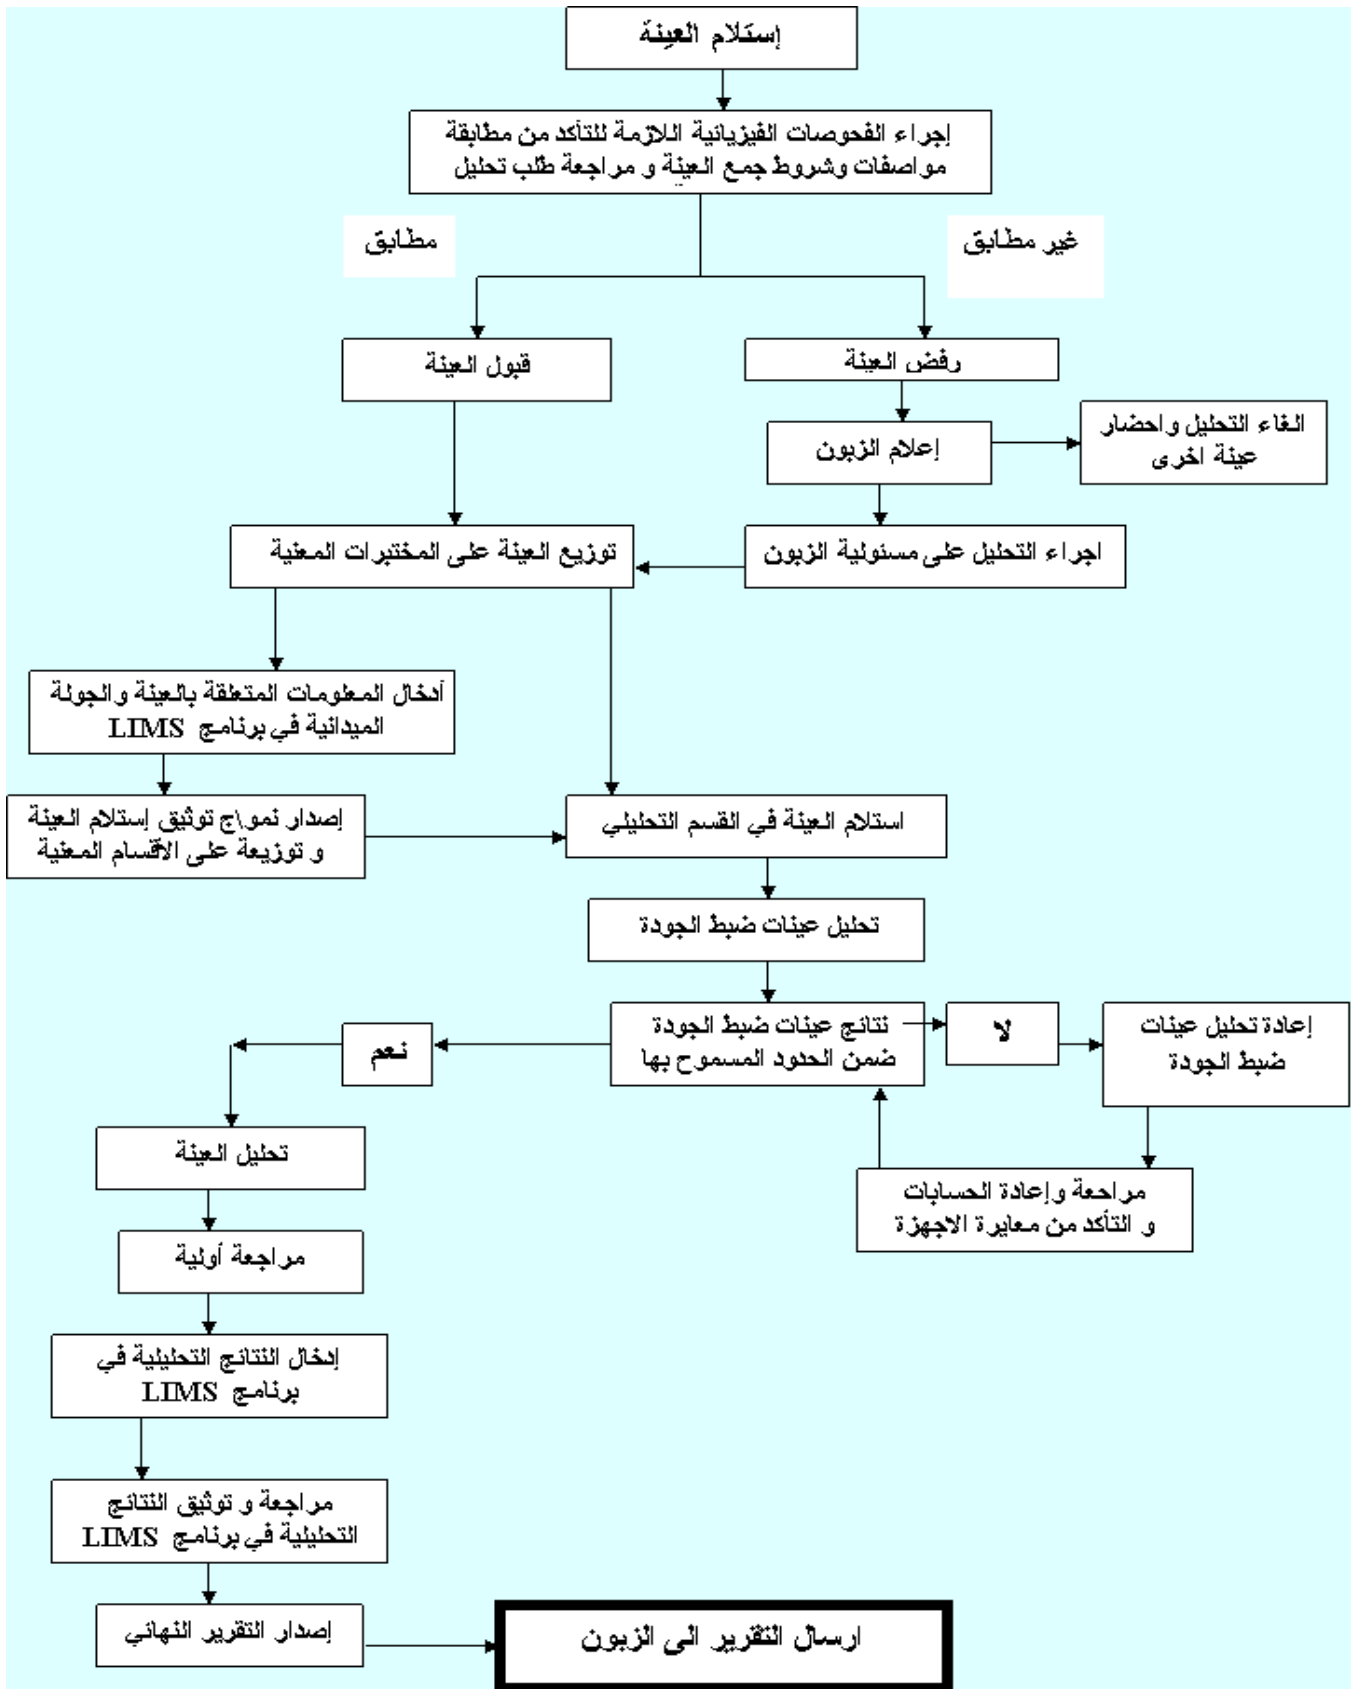 إستلام العينة
إجراء الفحوصات الفيزيائية اللازمة للتأكد من مطابقة
مواصفات وشروط جمع العينة و مراجعة طلب تحليل
غير مطابق
مطابق
رفض العينة
قبول العينة
الغاء التحليل واحضار
عينة اخرى
إعلام الزبون
اجراء التحليل على مسئولية الزبون
توزيع العينة على المختبرات المعنية
أدخال المعلومات المتعلقة بالعينة والجولة
الميدانية في برنامج LIMS
إصدار نمو\ج توثيق إستلام العينة
و توزيعة على الأقسام المعنية
استلام العينة في القسم التحليلي
تحليل عينات ضبط الجودة
نتائج عينات ضبط الجودة
ضمن الحدود المسموح بها
لا
نعم
إعادة تحليل عينات
ضبط الجودة
مراجعة وإعادة الحسابات
و التأكد من معايرة الاجهزة
تحليل العينة
مراجعة أولية
إدخال النتائج التحليلية في
برنامج LIMS
مراجعة و توثيق النتائج
التحليلية في برنامج LIMS
إصدار التقرير النهائي
ارسال التقرير الى الزبون